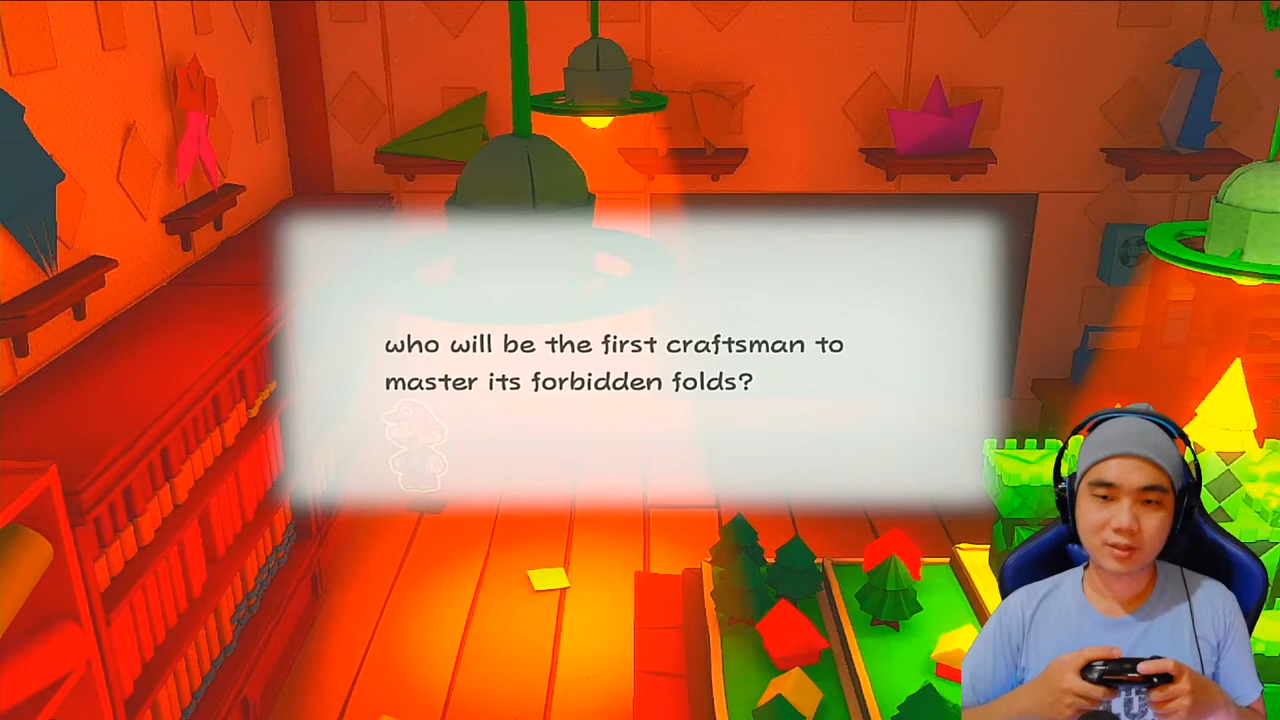 who will be the first craftsman to
master its forbidden folds?